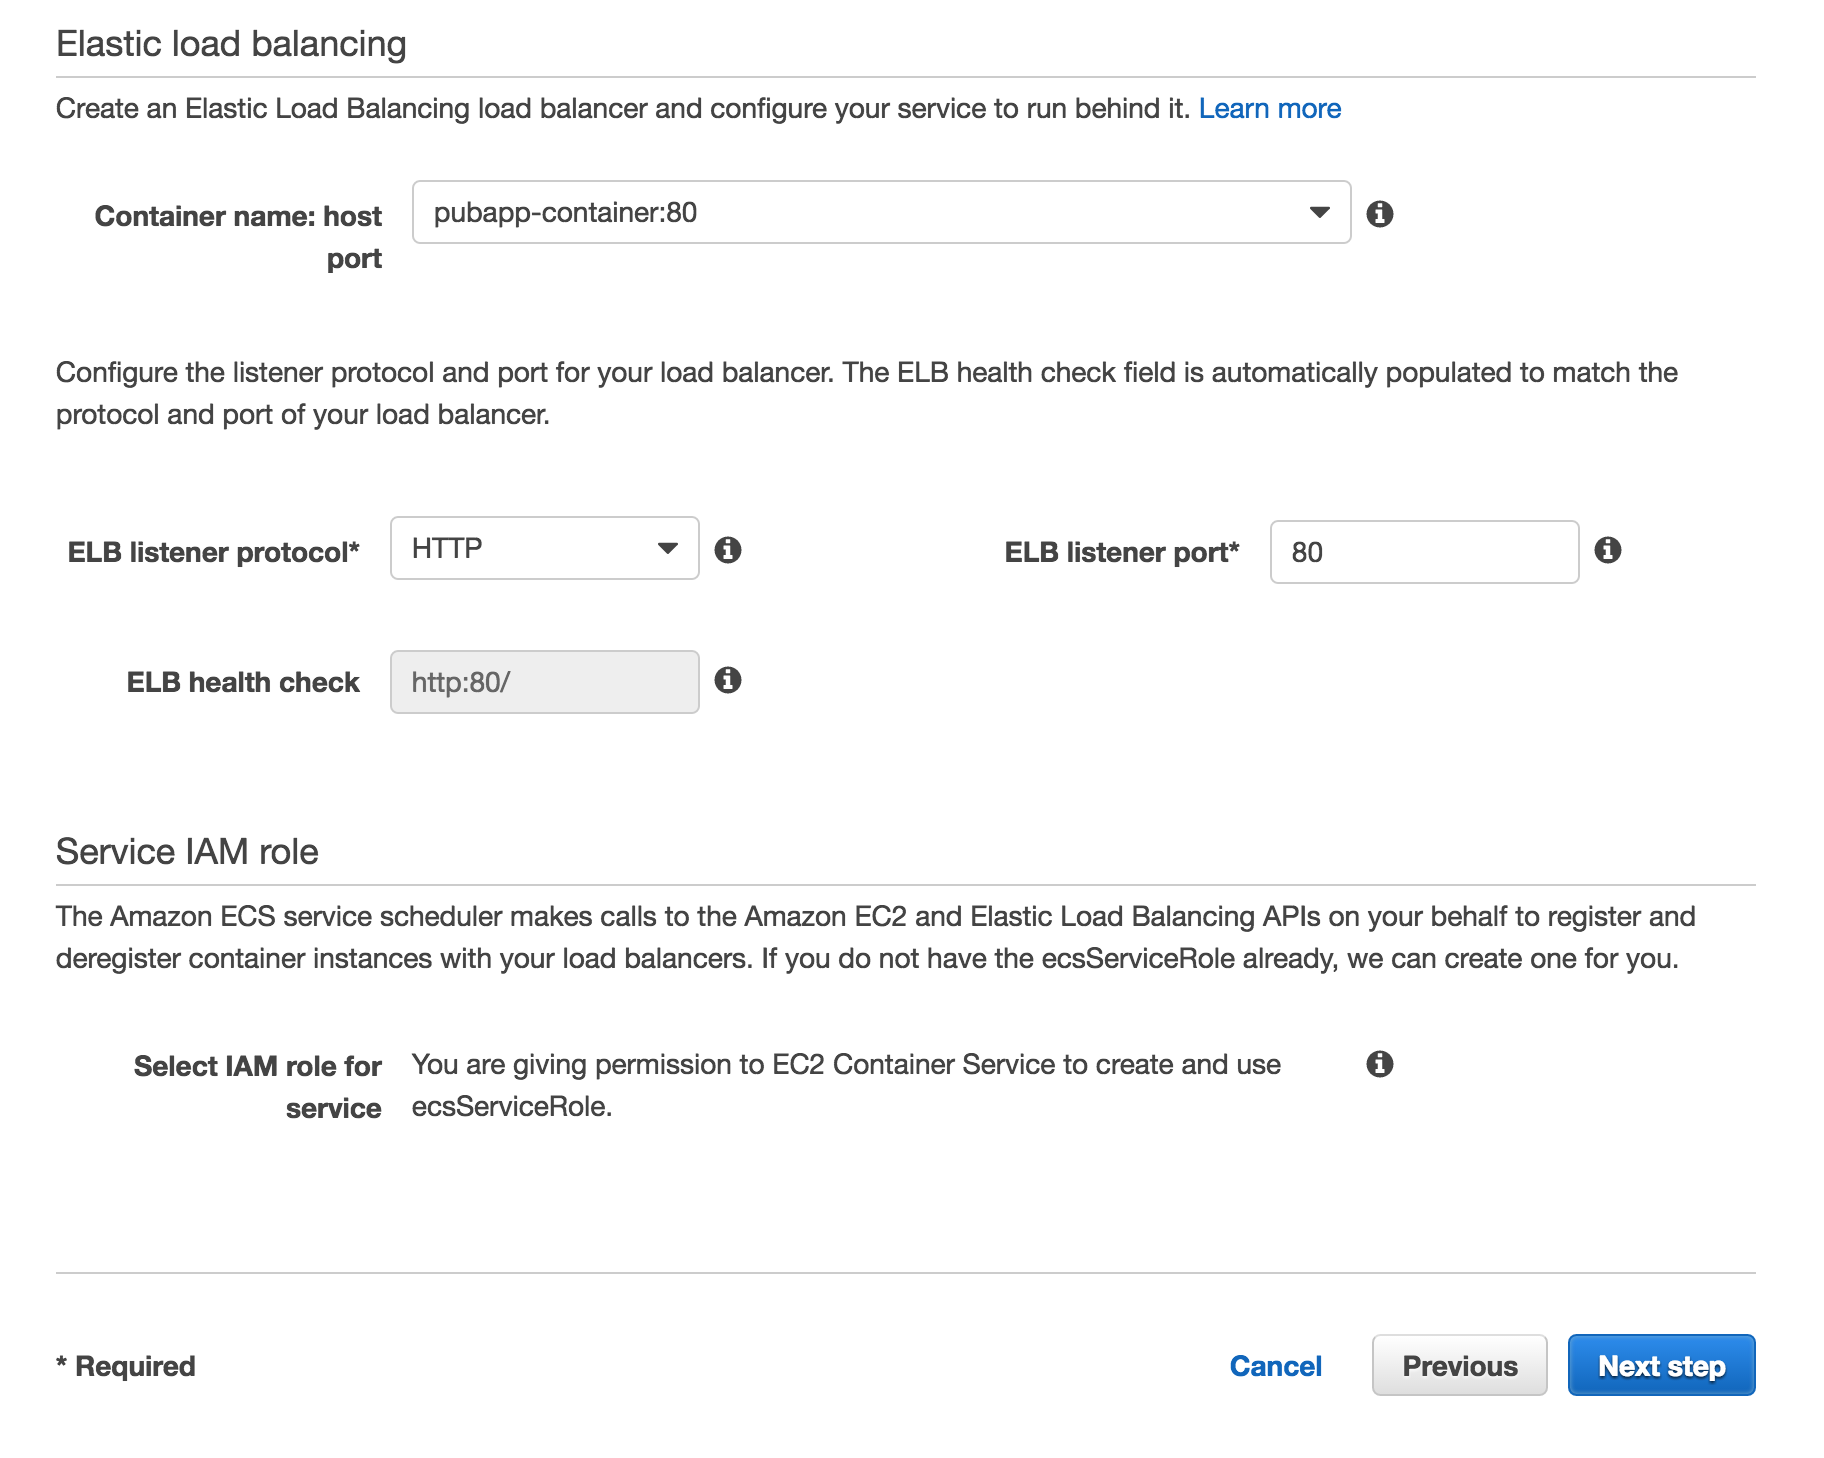 Elastic load balancing
Create an Elastic Load Balancing load balancer and configure your service to run behind it. Learn more
Container name: host
port
pubapp-container:80
Configure the listener protocol and port for your load balancer. The ELB health check field is automatically populated to match the
protocol and port of your load balancer.
ELB listener protocol*
HTTP
ELB listener port*
80
ELB health check
http:80/
Service IAM role
The Amazon ECS service scheduler makes calls to the Amazon EC2 and Elastic Load Balancing APIs on your behalf to register and
deregister container instances with your load balancers. If you do not have the ecsServiceRole already, we can create one for you.
Select IAM role for
service
You are giving permission to EC2 Container Service to create and use
ecsServiceRole.
* Required
Cancel
Previous
Next step